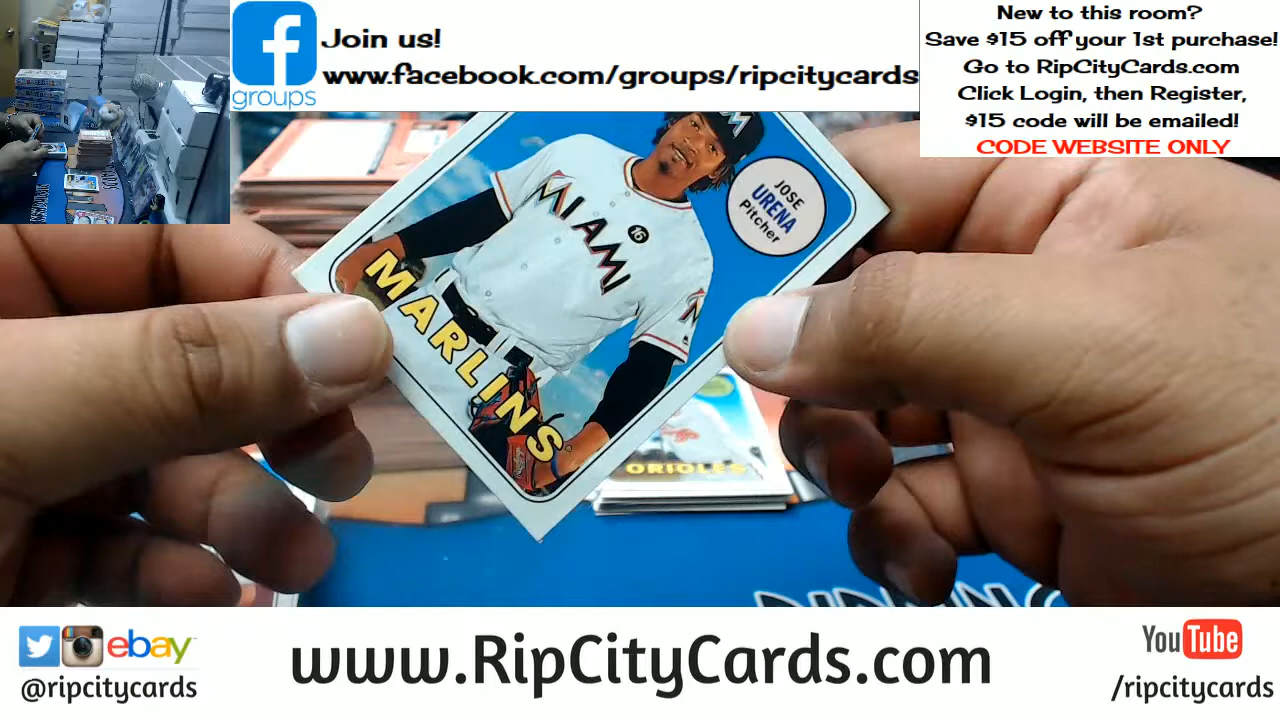 Join us!
www.facebook.com/groups/ripcitycards
groups
New to this room?
Save $15 off your 1st purchase!
Go to RipCityCards.com
Click Login, then Register,
$15 code will be emailed!
CODE WEBSITE ONLY
M
JOSE
URENA
Pitcher
MIAMI
16
M
MARLINS
ORIOLES
ebay
@ripcitycards
www.RipCityCards.com
YouTube
/ripcitycards